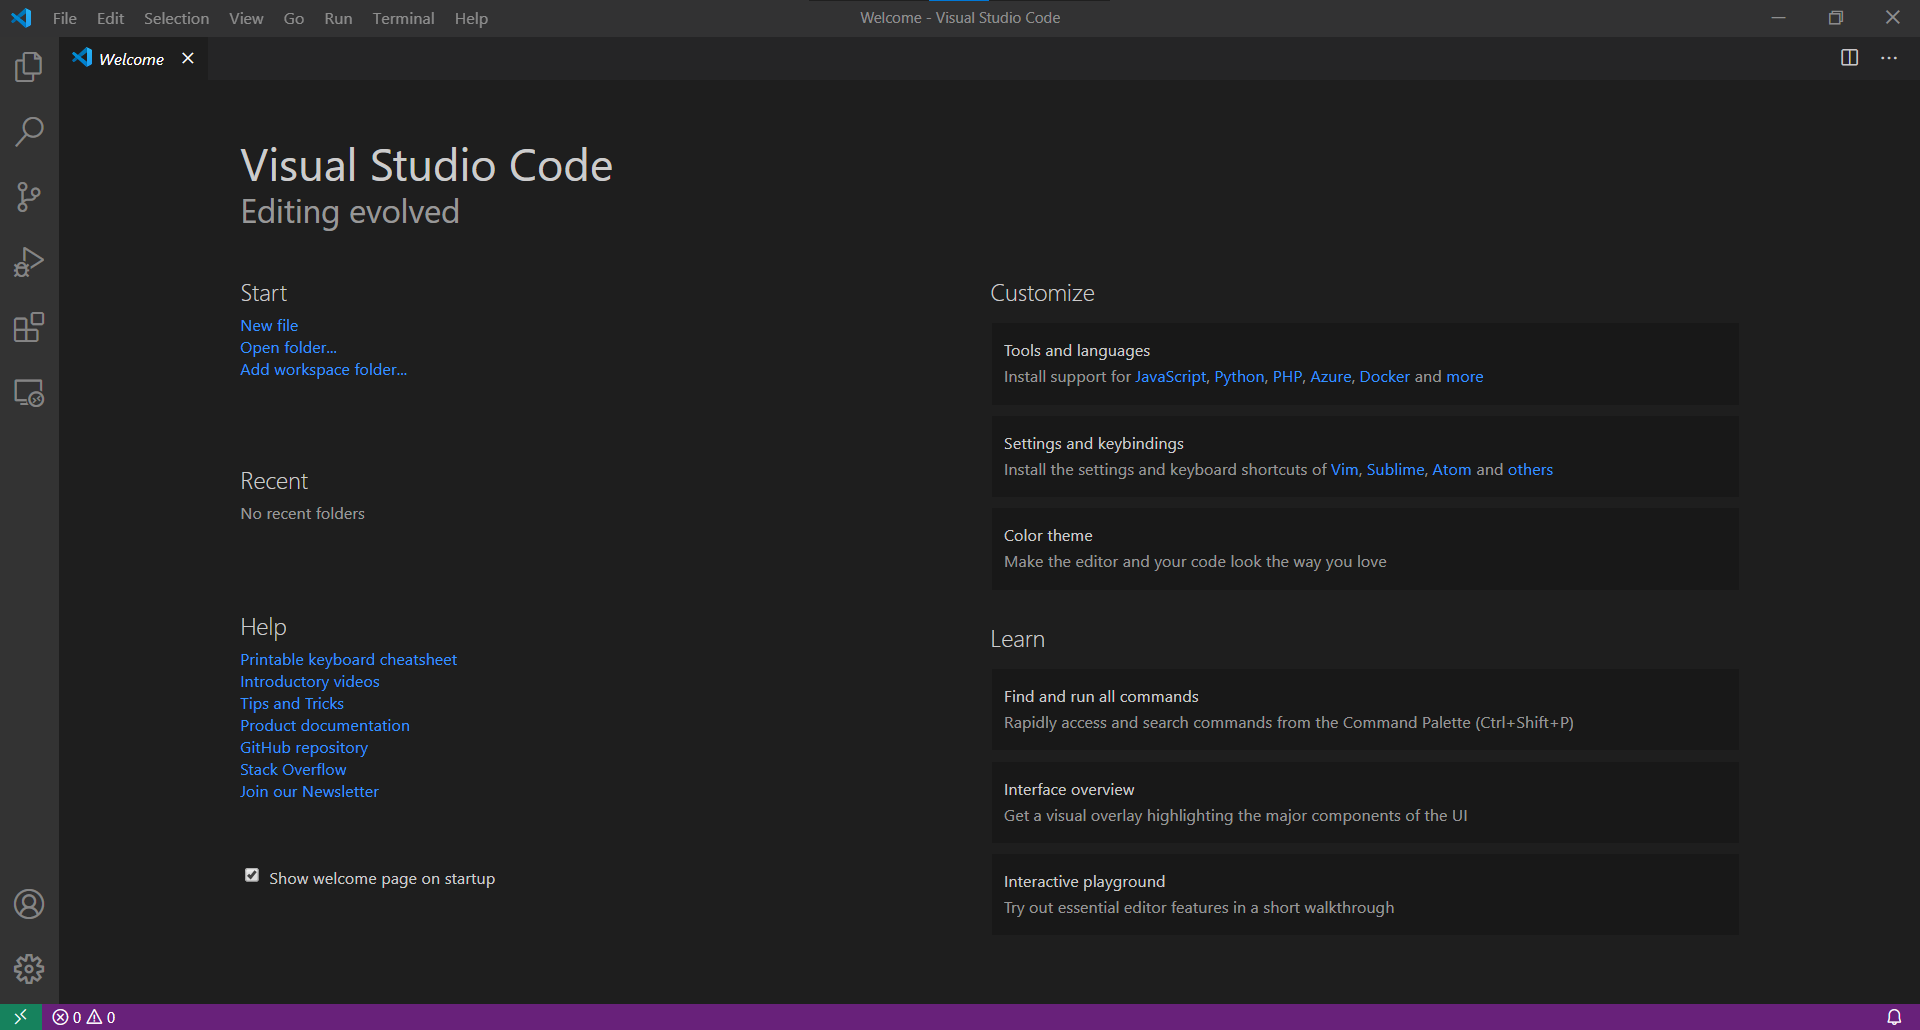 File Edit Selection View Go Run Terminal Help
Welcome - Visual Studio Code
Welcome
Visual Studio Code
Editing evolved
Start
New file
Open folder...
Add workspace folder...
Recent
No recent folders
Help
Printable keyboard cheatsheet
Introductory videos
Tips and Tricks
Product documentation
GitHub repository
Stack Overflow
Join our Newsletter
Show welcome page on startup
Customize
Tools and languages
Install support for JavaScript, Python, PHP, Azure, Docker and more
Settings and keybindings
Install the settings and keyboard shortcuts of Vim, Sublime, Atom and others
Color theme
Make the editor and your code look the way you love
Learn
Find and run all commands
Rapidly access and search commands from the Command Palette (Ctrl+Shift+P)
Interface overview
Get a visual overlay highlighting the major components of the UI
Interactive playground
Try out essential editor features in a short walkthrough
0 0